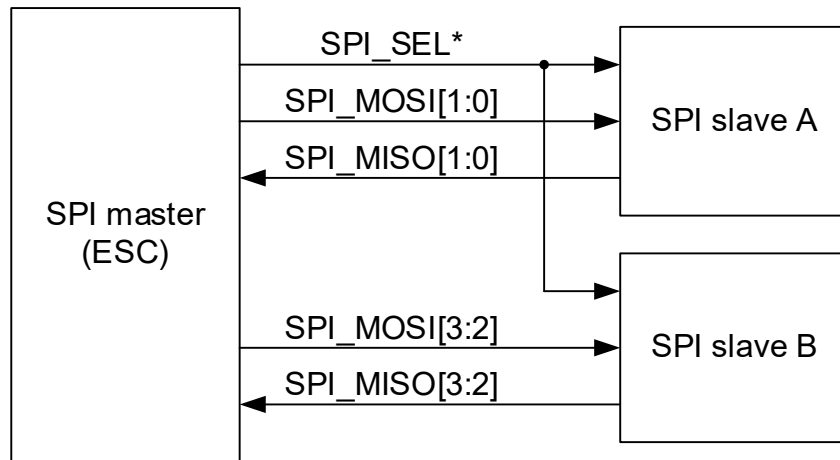 SPI_SEL*
SPI_MOSI[1:0]
SPI slave A
SPI_MISO[1:0]
SPI master
(ESC)
SPI_MOSI[3:2]
SPI slave B
SPI_MISO[3:2]